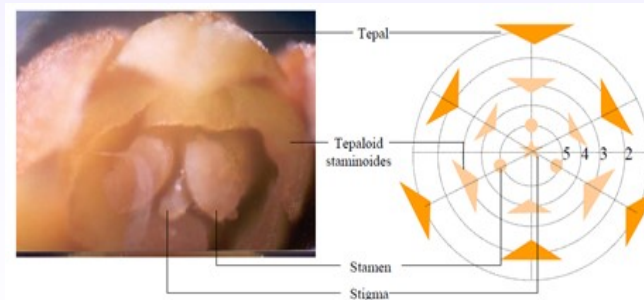 Tepal
Tepaloid
staminoides
5 4 3 2
Stamen
Stigma